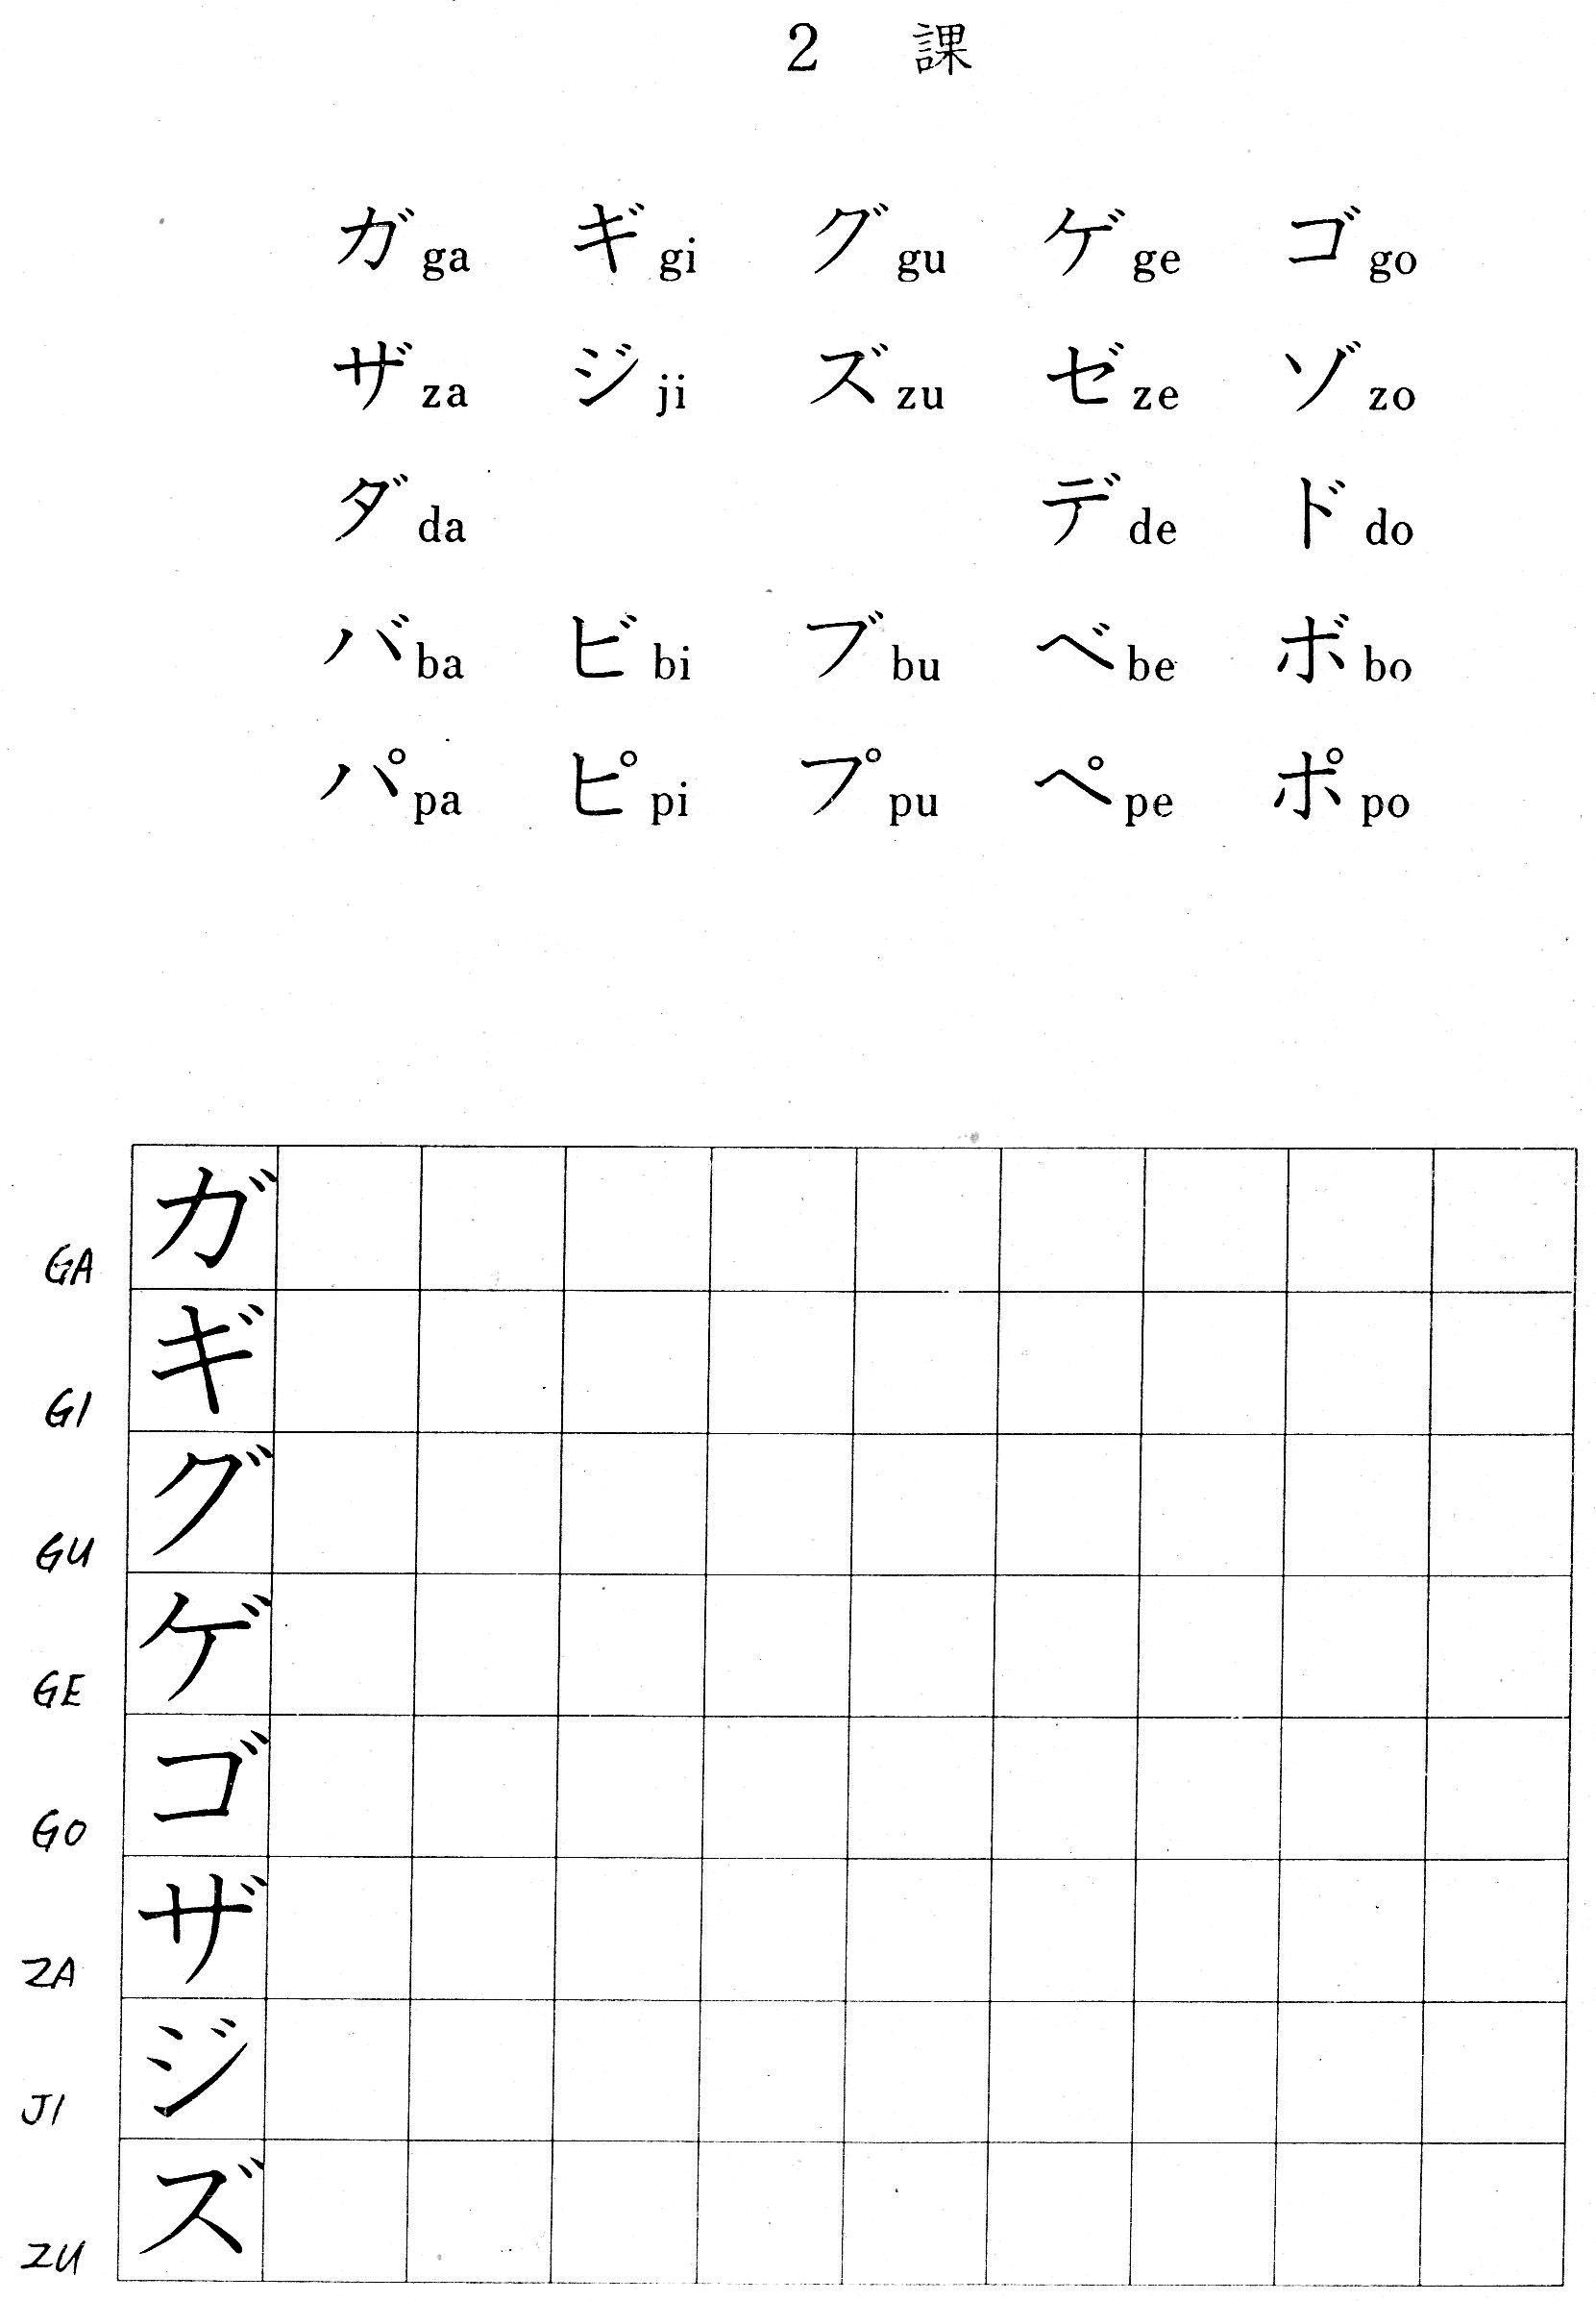 2 課
ガ ga ギ gi グ gu ゲ ge ゴ go
ザ za ジ ji ズ zu ゼ ze ゾ zo
ダ da デ de ド do
バ ba ビ bi ブ bu ベ be ボ bo
パ pa ピ pi プ pu ペ pe ポ po
GA ガ
GI ギ
GU グ
GE ゲ
GO ゴ
ZA ザ
JI ジ
ZU ズ